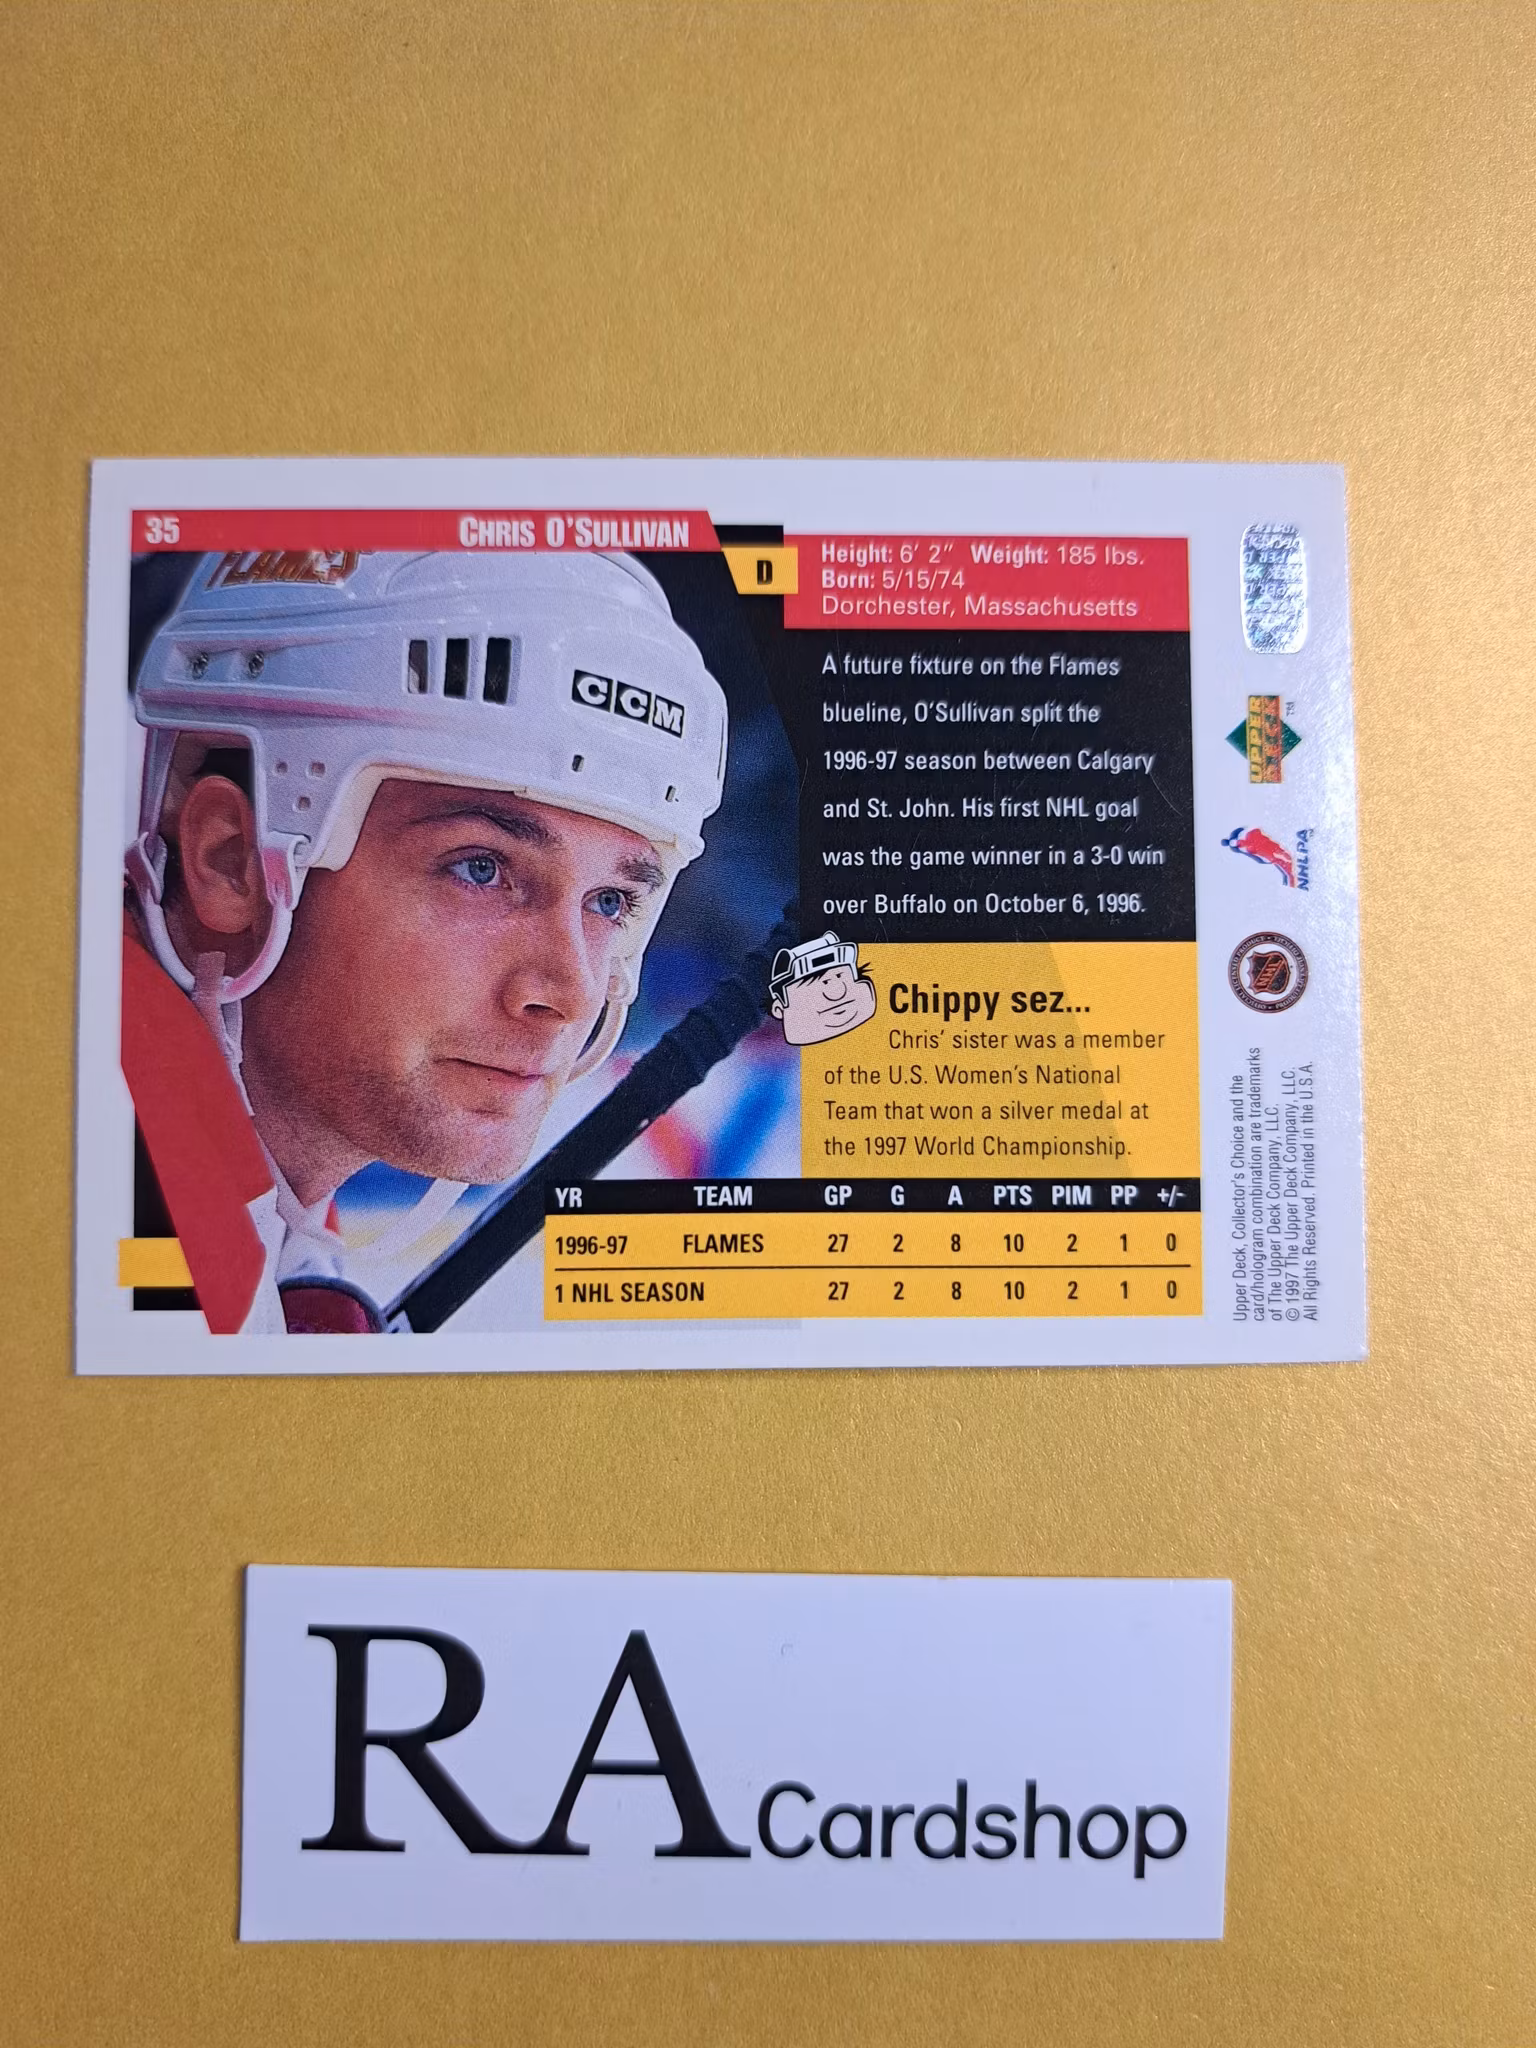 35
CHRIS O'SULLIVAN
FLAMES
CCM
D
Height: 6' 2" Weight: 185 lbs.
Born: 5/15/74
Dorchester, Massachusetts
A future fixture on the Flames
blueline, O'Sullivan split the
1996-97 season between Calgary
and St. John. His first NHL goal
was the game winner in a 3-0 win
over Buffalo on October 6, 1996.
Chippy sez...
Chris' sister was a member
of the U.S. Women's National
Team that won a silver medal at
the 1997 World Championship.
YR TEAM GP G A PTS PIM PP +/-
1996-97 FLAMES 27 2 8 10 2 1 0
1 NHL SEASON 27 2 8 10 2 1 0
UPPER DECK TM
NHLPA
NHL
Upper Deck, Collector's Choice and the
card/hologram combination are trademarks
of The Upper Deck Company, LLC.
© 1997 The Upper Deck Company, LLC.
All Rights Reserved. Printed in the U.S.A.
RA Cardshop